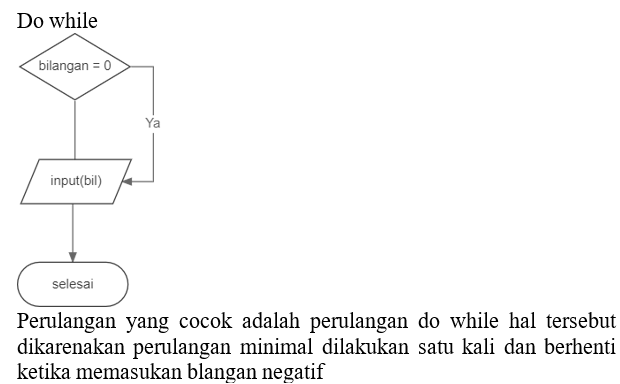 Do while
bilangan = 0
Ya
input(bil)
selesai
Perulangan yang cocok adalah perulangan do while hal tersebut
dikarenakan perulangan minimal dilakukan satu kali dan berhenti
ketika memasukan blangan negatif